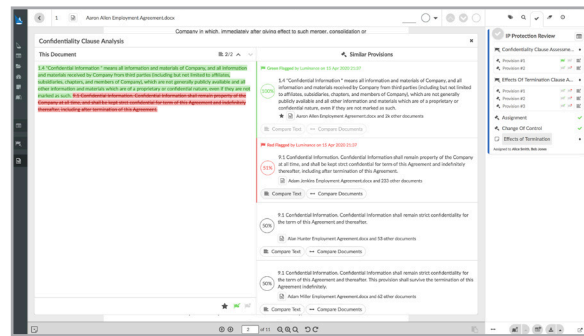 1 Aaron Allen Employment Agreement.docx
Company in which, immediately after giving effect to such merger, consolidation or
Confidentiality Clause Analysis
This Document
2/2
1.4 "Confidential Information " means all information and materials of Company, and all information
and materials received by Company from third parties (including but not limited to affiliates,
subsidiaries, chapters, and members of Company), which are not generally publicly available and all
other information and materials which are of a proprietary or confidential nature, even if they are not
marked as such. 9.1 Confidential Information. Confidential Information shall remain property of the
Company at all time, and shall be kept strict confidential for term of this Agreement and indefinitely
thereafter, including after termination of this Agreement.
Similar Provisions
Green Flagged by Luminance on 15 Apr 2020 21:27
100%
1.4 "Confidential Information " means all information and materials of Company, and all
information and materials received by Company from third parties (including but not limited
to affiliates, subsidiaries, chapters, and members of Company), which are not generally
publicly available and all other information and materials which are of a proprietary or
confidential nature, even if they are not marked as such.
Aaron Allen Employment Agreement.docx and 2k other documents
Compare Text
Compare Documents
Red Flagged by Luminance on 15 Apr 2020 21:27
91%
9.1 Confidential Information. Confidential Information shall remain property of the Company
at all time, and shall be kept strict confidential for term of this Agreement and indefinitely
thereafter, including after termination of this Agreement.
Adam Jenkins Employment Agreement.docx and 233 other documents
Compare Text
Compare Documents
50%
9.1 Confidential Information. Confidential Information shall remain strict confidentiality for
the term of this Agreement and thereafter.
Alan Hunter Employment Agreement.docx and 53 other documents
Compare Text
Compare Documents
50%
9.1 Confidential Information. Confidential Information shall remain strict confidentiality for
the term of this Agreement and thereafter. This provision shall survive the termination of this
Agreement indefinitely.
Adam Miller Employment Agreement.docx and 62 other documents
Compare Text
Compare Documents
2 of 11
IP Protection Review
Confidentiality Clause Assessme...
Provision #1
Provision #2
Effects Of Termination Clause A...
Provision #1
Provision #2
Provision #3
Assignment
Change Of Control
Effects of Termination
Assigned to Alice Smith, Bob Jones